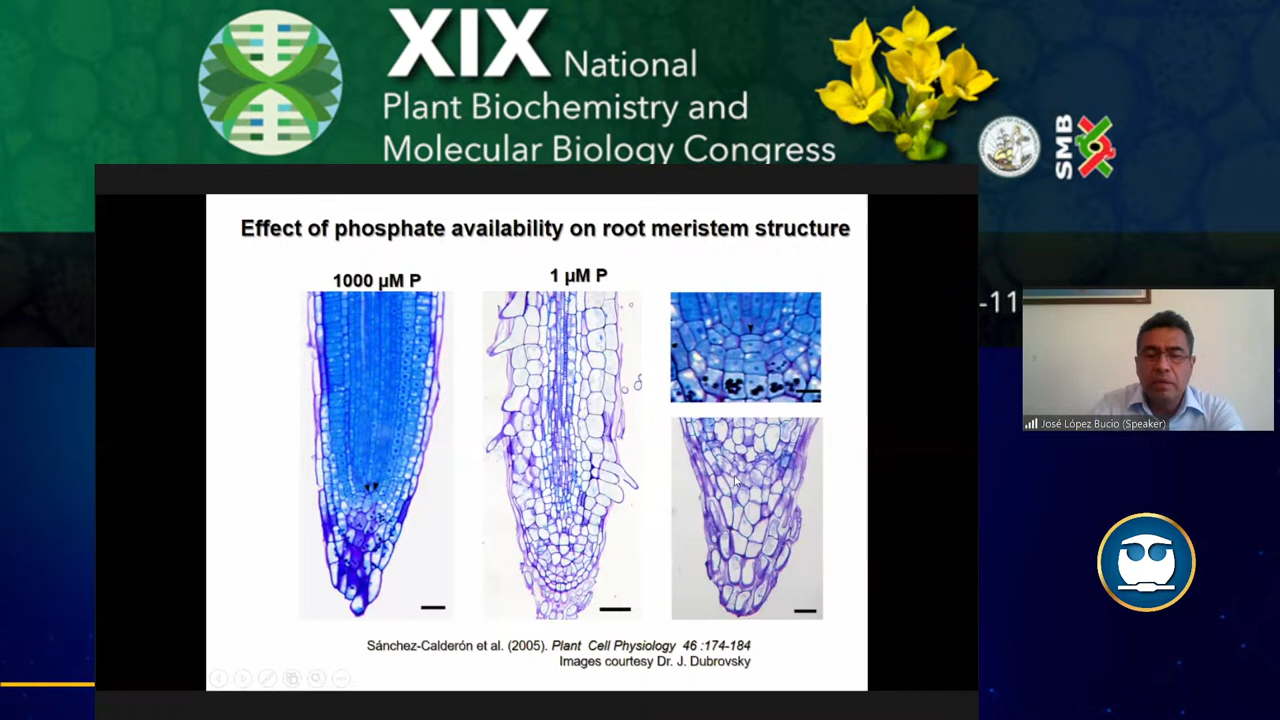 XIX National
Plant Biochemistry and
Molecular Biology Congress
SMB
Effect of phosphate availability on root meristem structure
1000 µM P
1 µM P
-11
José López Bucio (Speaker)
Sánchez-Calderón et al. (2005). Plant Cell Physiology 46 :174-184
Images courtesy Dr. J. Dubrovsky